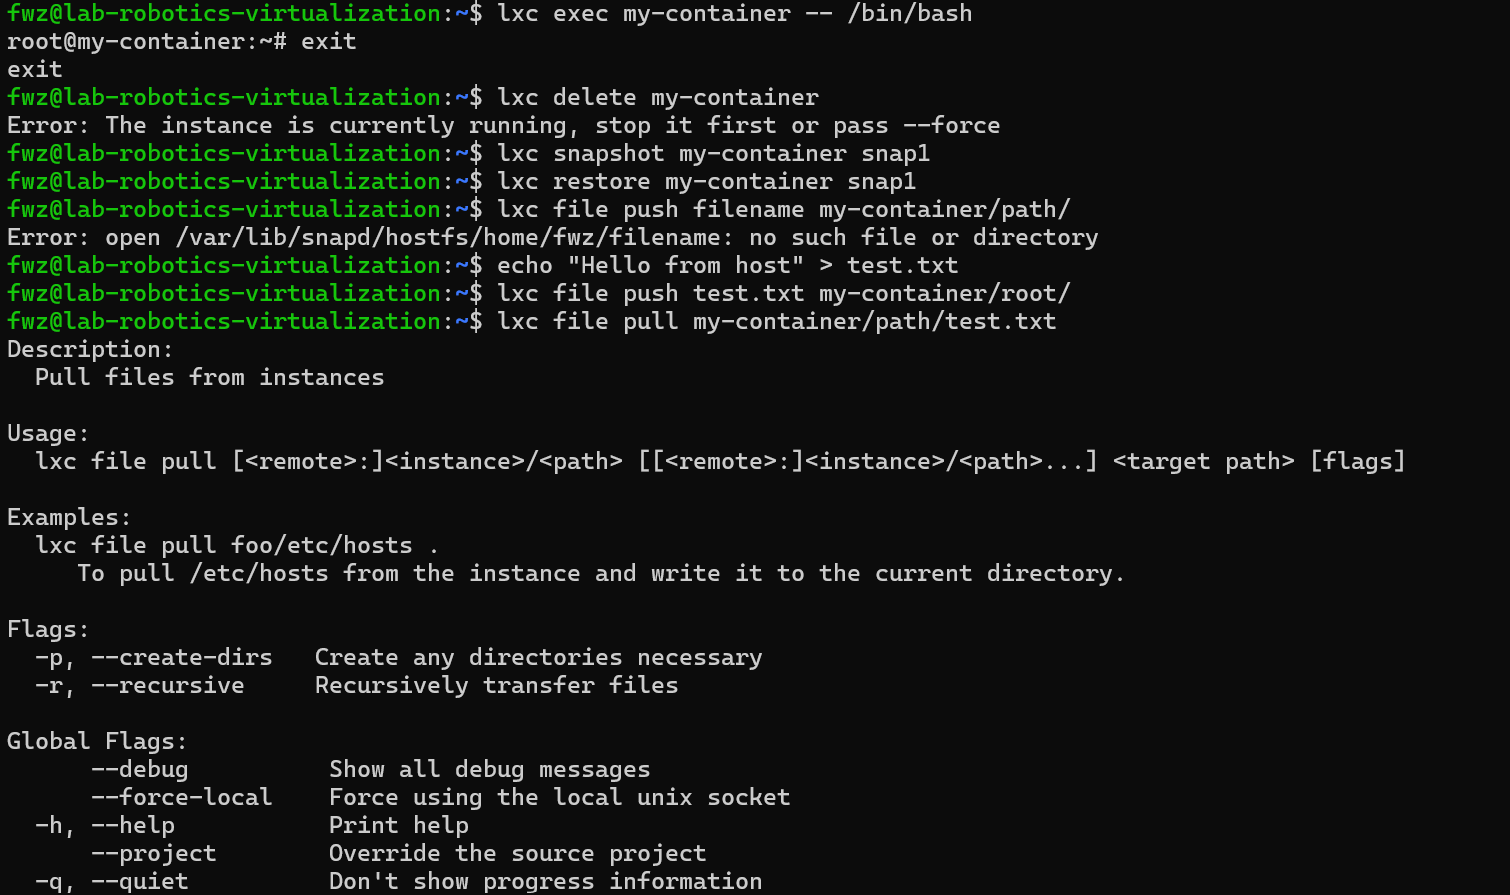 fwz@lab-robotics-virtualization:~$ lxc exec my-container -- /bin/bash
root@my-container:~# exit
exit
fwz@lab-robotics-virtualization:~$ lxc delete my-container
Error: The instance is currently running, stop it first or pass --force
fwz@lab-robotics-virtualization:~$ lxc snapshot my-container snap1
fwz@lab-robotics-virtualization:~$ lxc restore my-container snap1
fwz@lab-robotics-virtualization:~$ lxc file push filename my-container/path/
Error: open /var/lib/snapd/hostfs/home/fwz/filename: no such file or directory
fwz@lab-robotics-virtualization:~$ echo "Hello from host" > test.txt
fwz@lab-robotics-virtualization:~$ lxc file push test.txt my-container/root/
fwz@lab-robotics-virtualization:~$ lxc file pull my-container/path/test.txt
Description:
  Pull files from instances

Usage:
  lxc file pull [<remote>:]<instance>/<path> [[<remote>:]<instance>/<path>...] <target path> [flags]

Examples:
  lxc file pull foo/etc/hosts .
     To pull /etc/hosts from the instance and write it to the current directory.

Flags:
  -p, --create-dirs   Create any directories necessary
  -r, --recursive     Recursively transfer files

Global Flags:
      --debug          Show all debug messages
      --force-local    Force using the local unix socket
  -h, --help           Print help
      --project        Override the source project
  -q, --quiet          Don't show progress information